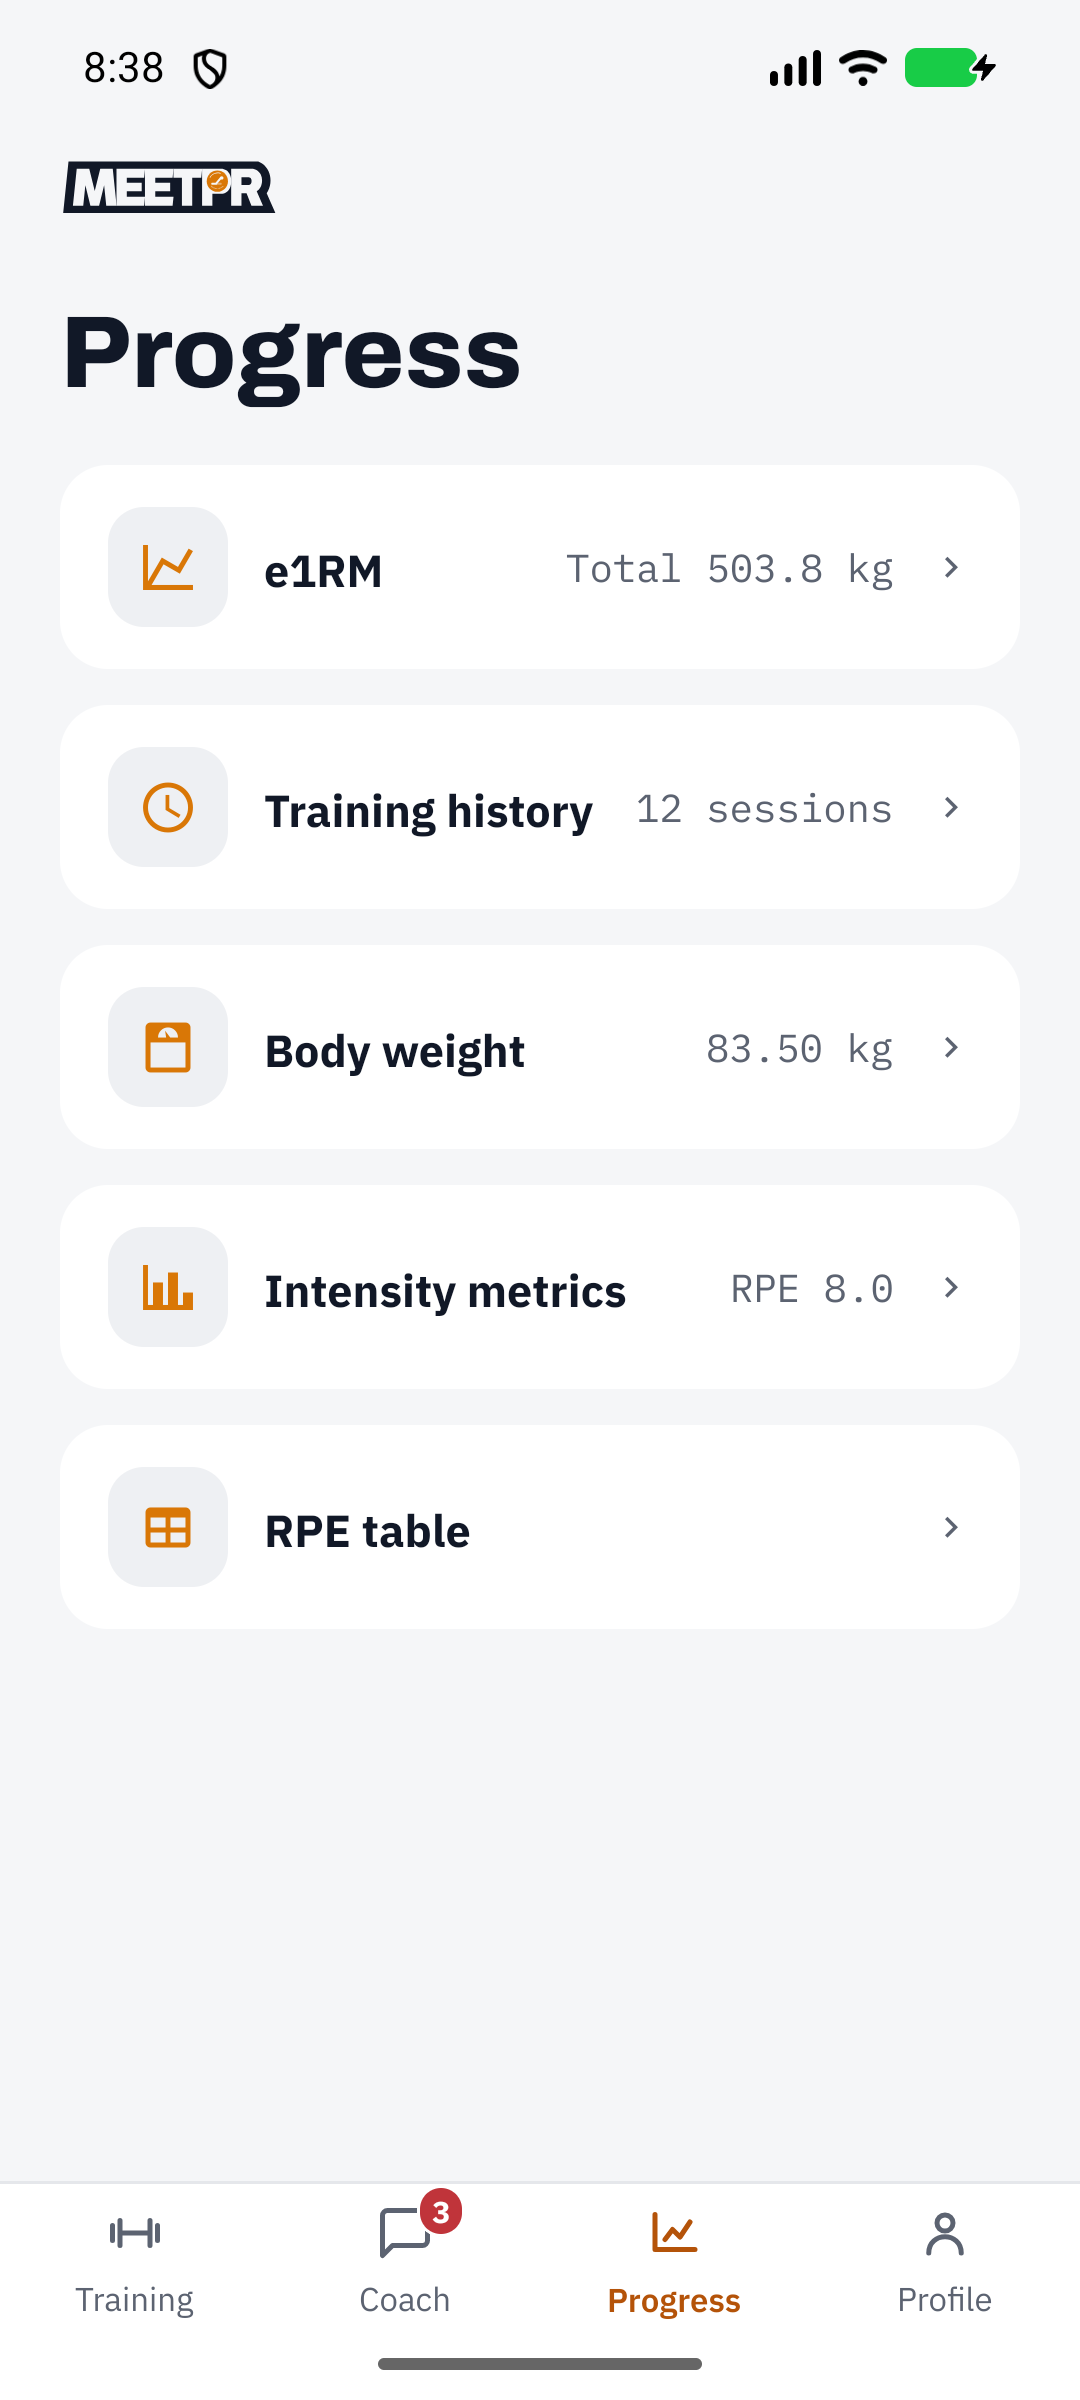 8:38
MEETPR
Progress
e1RM Total 503.8 kg
Training history 12 sessions
Body weight 83.50 kg
Intensity metrics RPE 8.0
RPE table
3
Training Coach Progress Profile